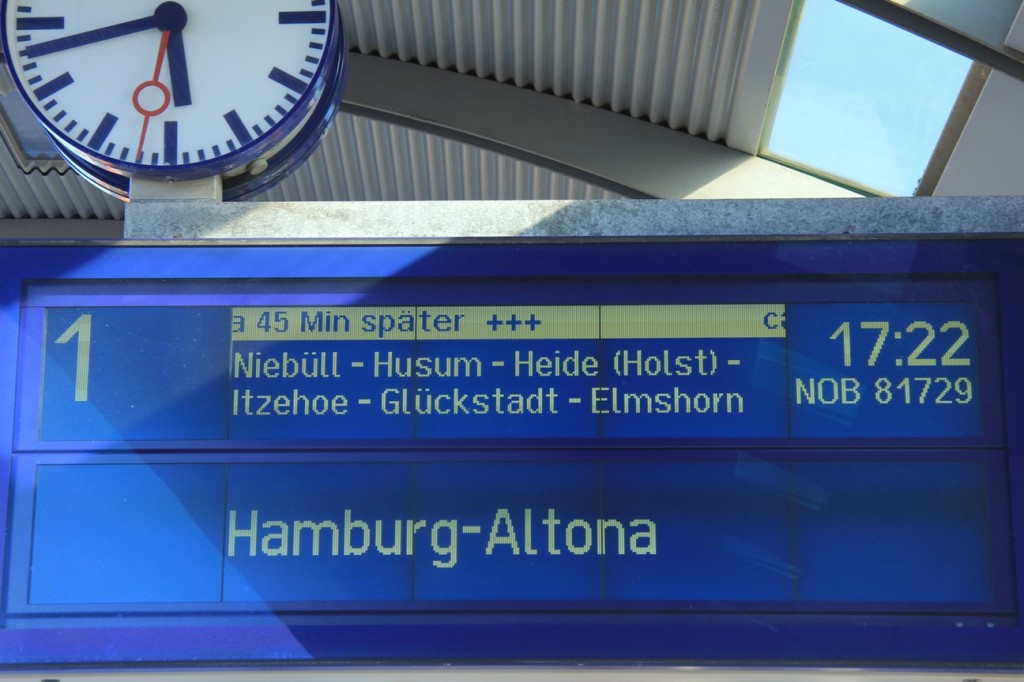 1
45 Min später +++
Niebüll - Husum - Heide (Holst) -
Itzehoe - Glückstadt - Elmshorn
17:22
NOB 81729
Hamburg-Altona